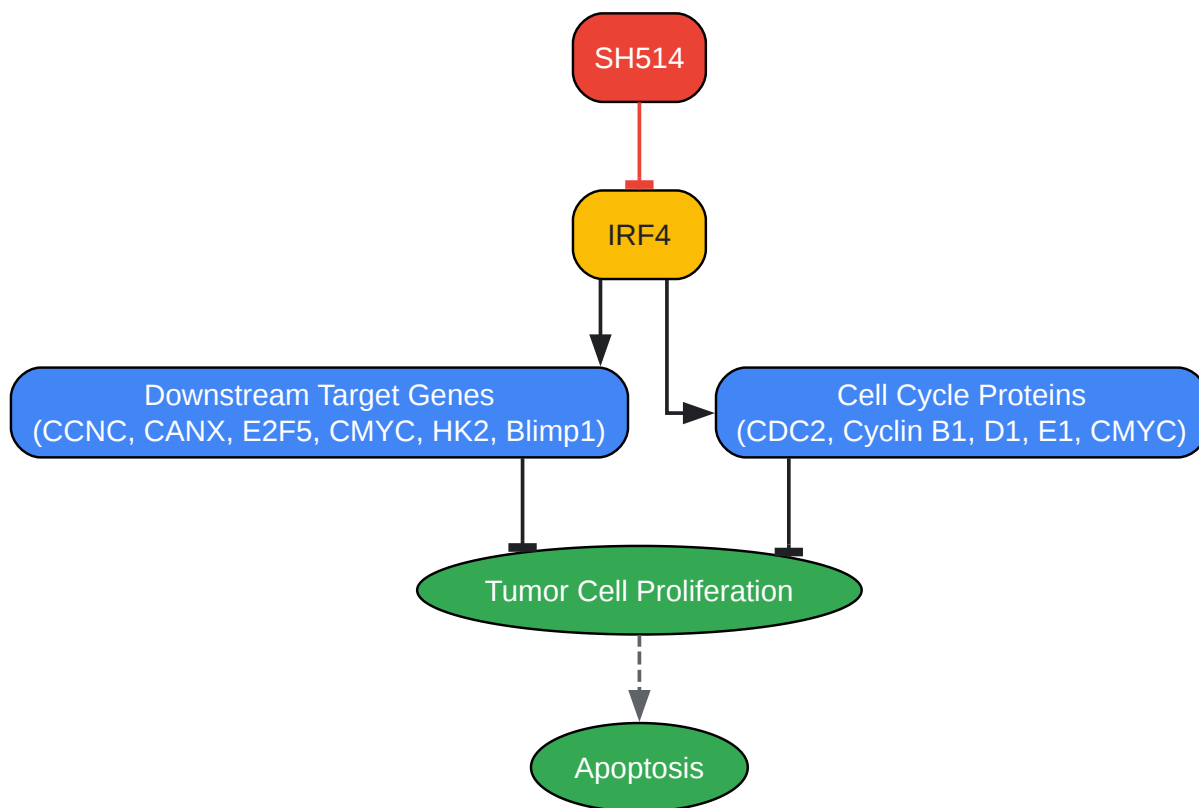 SH514
IRF4
Downstream Target Genes
(CCNC, CANX, E2F5, CMYC, HK2, Blimp1)
Cell Cycle Proteins
(CDC2, Cyclin B1, D1, E1, CMYC)
Tumor Cell Proliferation
Apoptosis